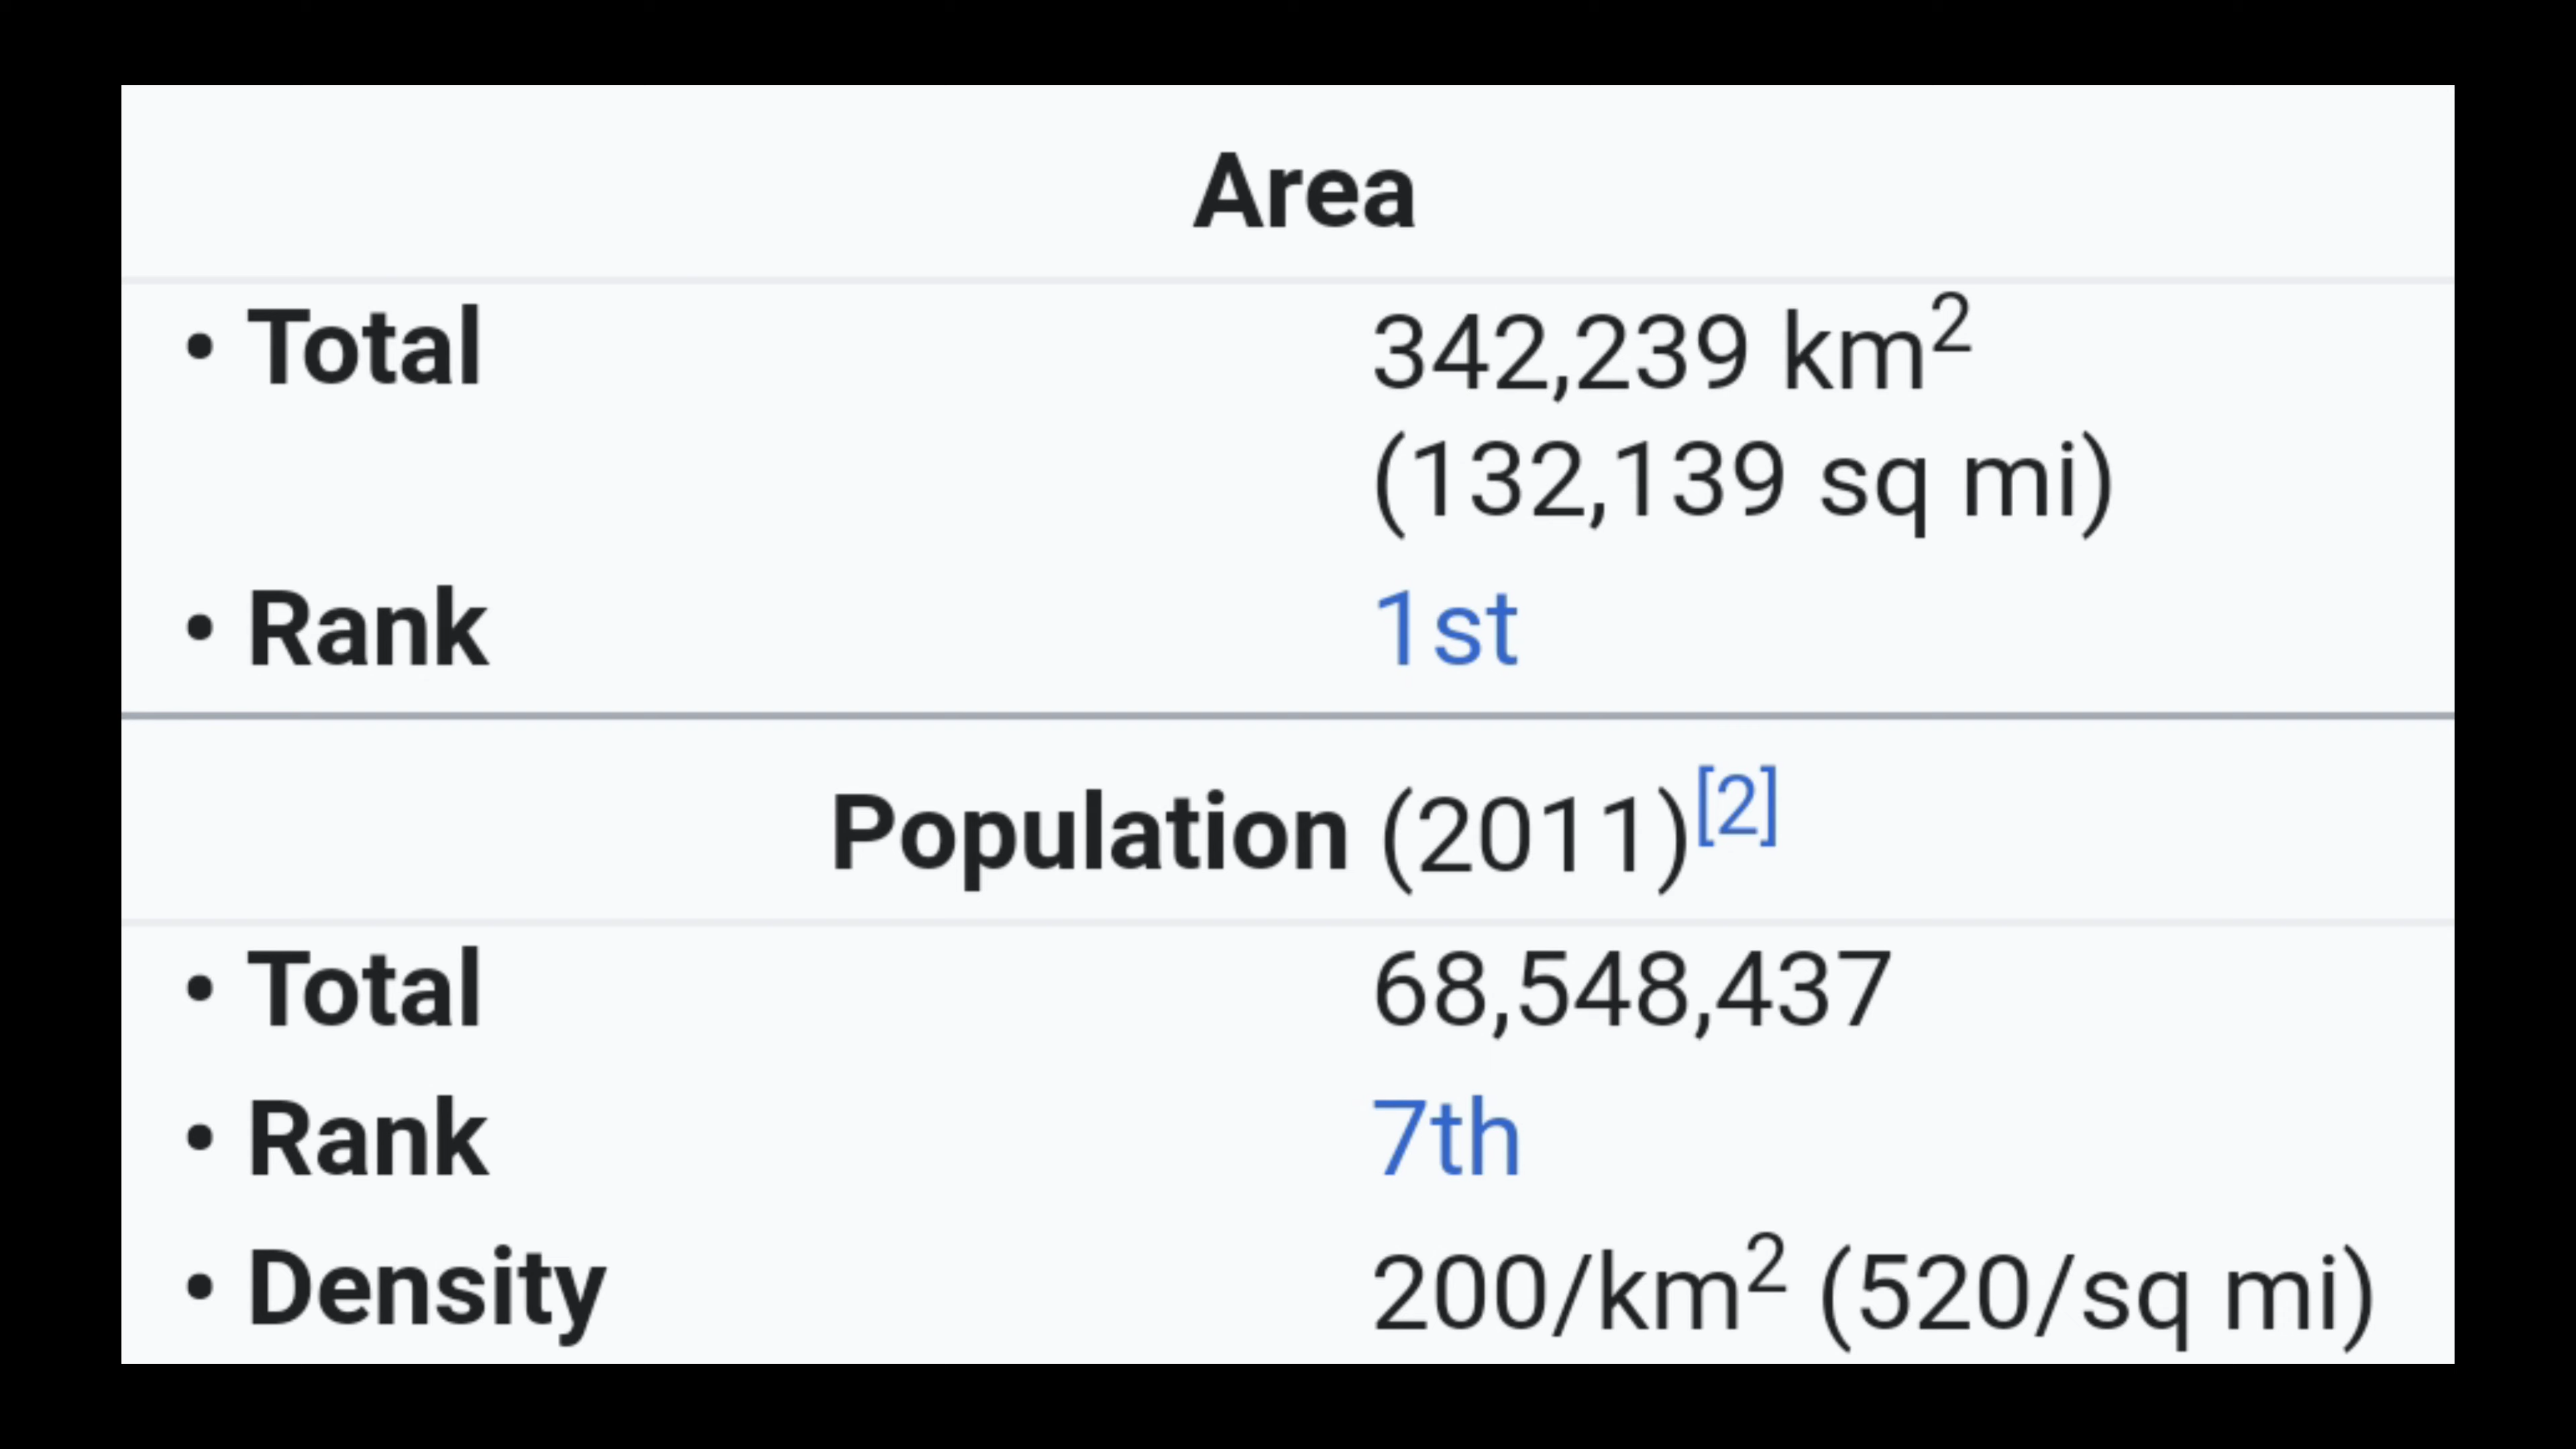 Area
• Total 342,239 km²
(132,139 sq mi)
• Rank 1st
Population (2011)[2]
• Total 68,548,437
• Rank 7th
• Density 200/km² (520/sq mi)